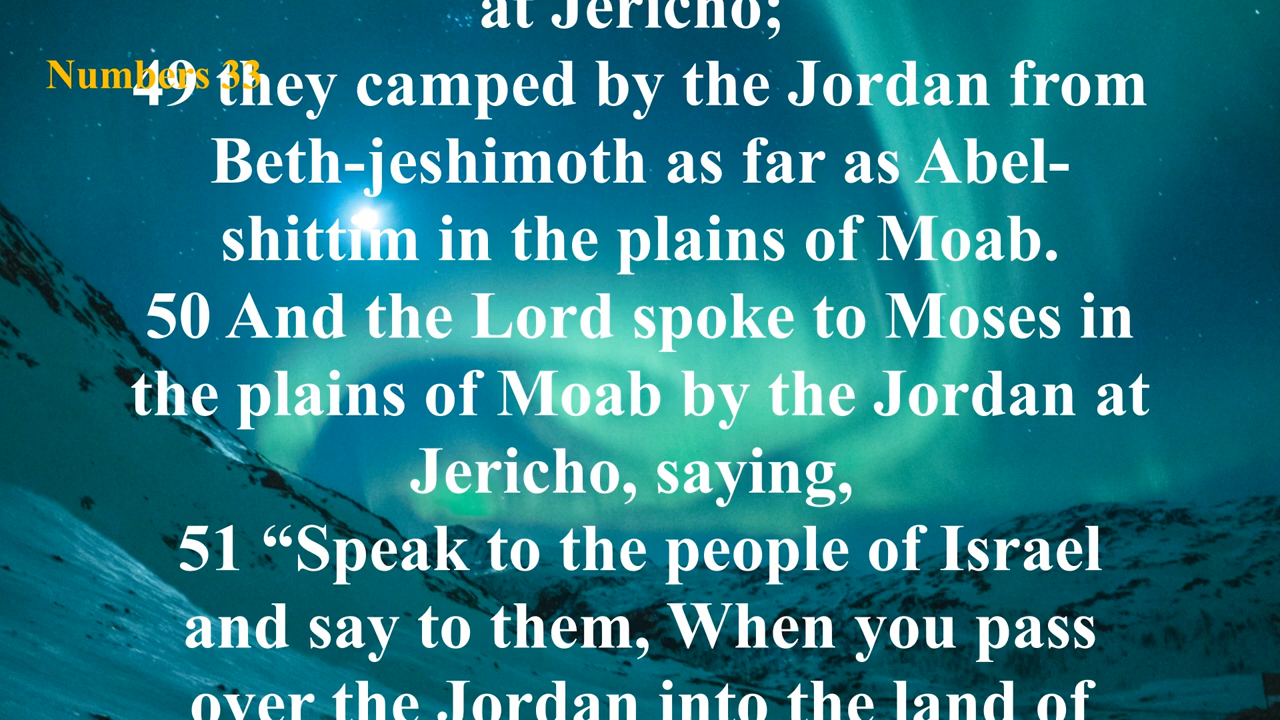 at Jericho;
Numbers 33
49 they camped by the Jordan from
Beth-jeshimoth as far as Abel-
shittim in the plains of Moab.
50 And the Lord spoke to Moses in
the plains of Moab by the Jordan at
Jericho, saying,
51 “Speak to the people of Israel
and say to them, When you pass
over the Jordan into the land of